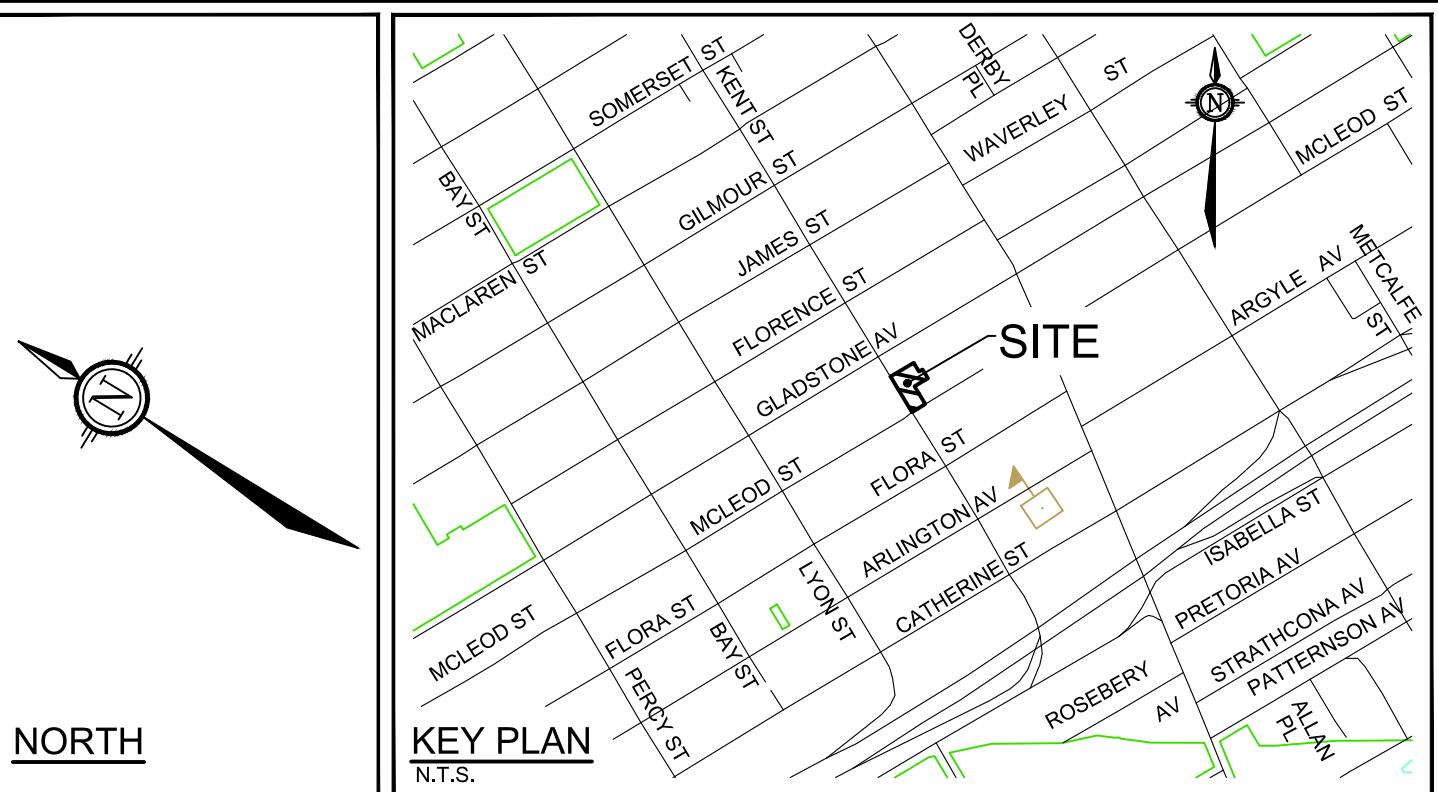 N
NORTH
SOMERSET ST
KENT ST
DERBY
PL
WAVERLEY ST
N
MCLEOD ST
BAY ST
GILMOUR ST
JAMES ST
MACLAREN ST
FLORENCE ST
GLADSTONE AV
SITE
ARGYLE AV
METCALFE
ST
MCLEOD ST
FLORA ST
ARLINGTON AV
CATHERINE ST
ISABELLA ST
PRETORIA AV
STRATHCONA AV
PATTERNSON AV
MCLEOD ST
FLORA ST
BAY ST
LYON ST
PERCY ST
ROSEBERY
AV
ALLAN
PL
KEY PLAN
N.T.S.